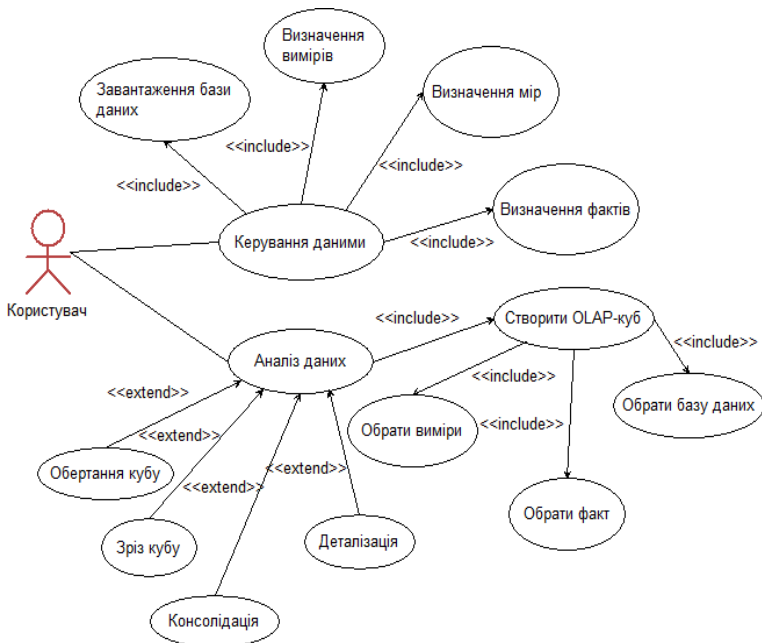 Визначення
вимірів
Завантаження бази
даних
Визначення мір
<<include>>
<<include>>
<<include>>
Визначення фактів
Керування даними
<<include>>
Користувач
<<include>>
Створити OLAP-куб
<<include>>
Аналіз даних
<<include>>
<<extend>>
Обрати базу даних
<<include>>
Обрати виміри
<<extend>>
Обертання кубу
<<extend>>
<<extend>>
Обрати факт
Деталізація
Зріз кубу
Консолідація